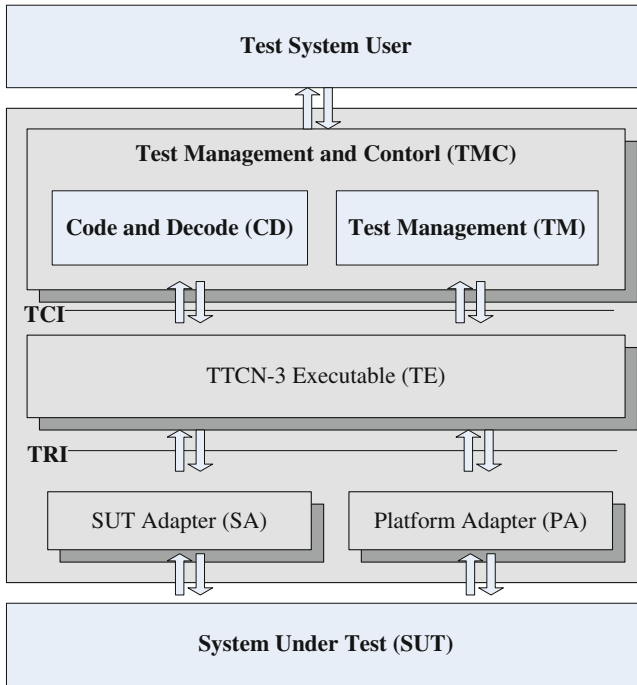 Test System User
Test Management and Contorl (TMC)
Code and Decode (CD)
Test Management (TM)
TCI
TTCN-3 Executable (TE)
TRI
SUT Adapter (SA)
Platform Adapter (PA)
System Under Test (SUT)